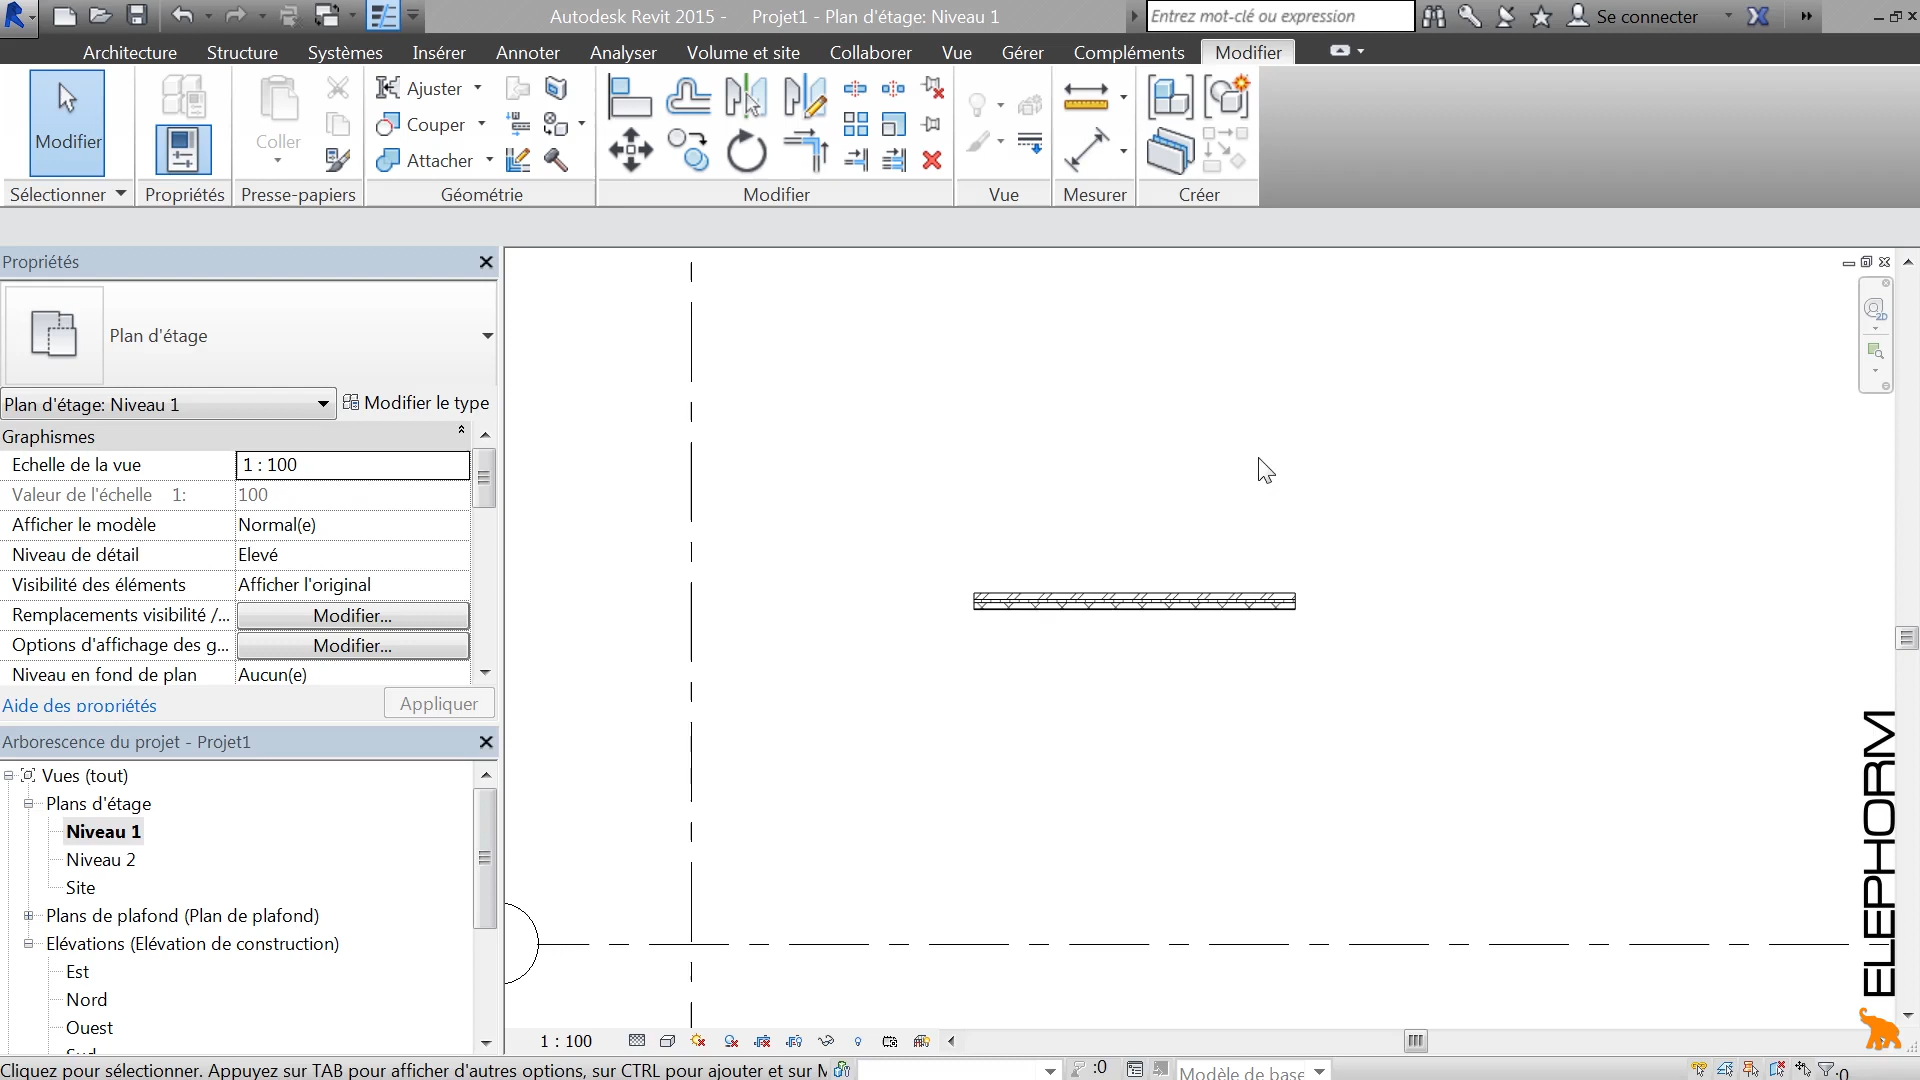 Autodesk Revit 2015 - Projet1 - Plan d'étage: Niveau 1
Entrez mot-clé ou expression
Se connecter
Architecture Structure Systèmes Insérer Annoter Analyser Volume et site Collaborer Vue Gérer Compléments Modifier
Modifier
Coller
Ajuster
Couper
Attacher
Sélectionner Propriétés Presse-papiers Géométrie Modifier Vue Mesurer Créer
Propriétés
Plan d'étage
Plan d'étage: Niveau 1
Modifier le type
Graphismes
Echelle de la vue 1 : 100
Valeur de l'échelle 1: 100
Afficher le modèle Normal(e)
Niveau de détail Elevé
Visibilité des éléments Afficher l'original
Remplacements visibilité /... Modifier...
Options d'affichage des g... Modifier...
Niveau en fond de plan Aucun(e)
Aide des propriétés
Appliquer
Arborescence du projet - Projet1
Vues (tout)
Plans d'étage
Niveau 1
Niveau 2
Site
Plans de plafond (Plan de plafond)
Elévations (Elévation de construction)
Est
Nord
Ouest
2D
ELEPHORM
1 : 100
Cliquez pour sélectionner. Appuyez sur TAB pour afficher d'autres options, sur CTRL pour ajouter et sur M
:0
Modèle de base
:0